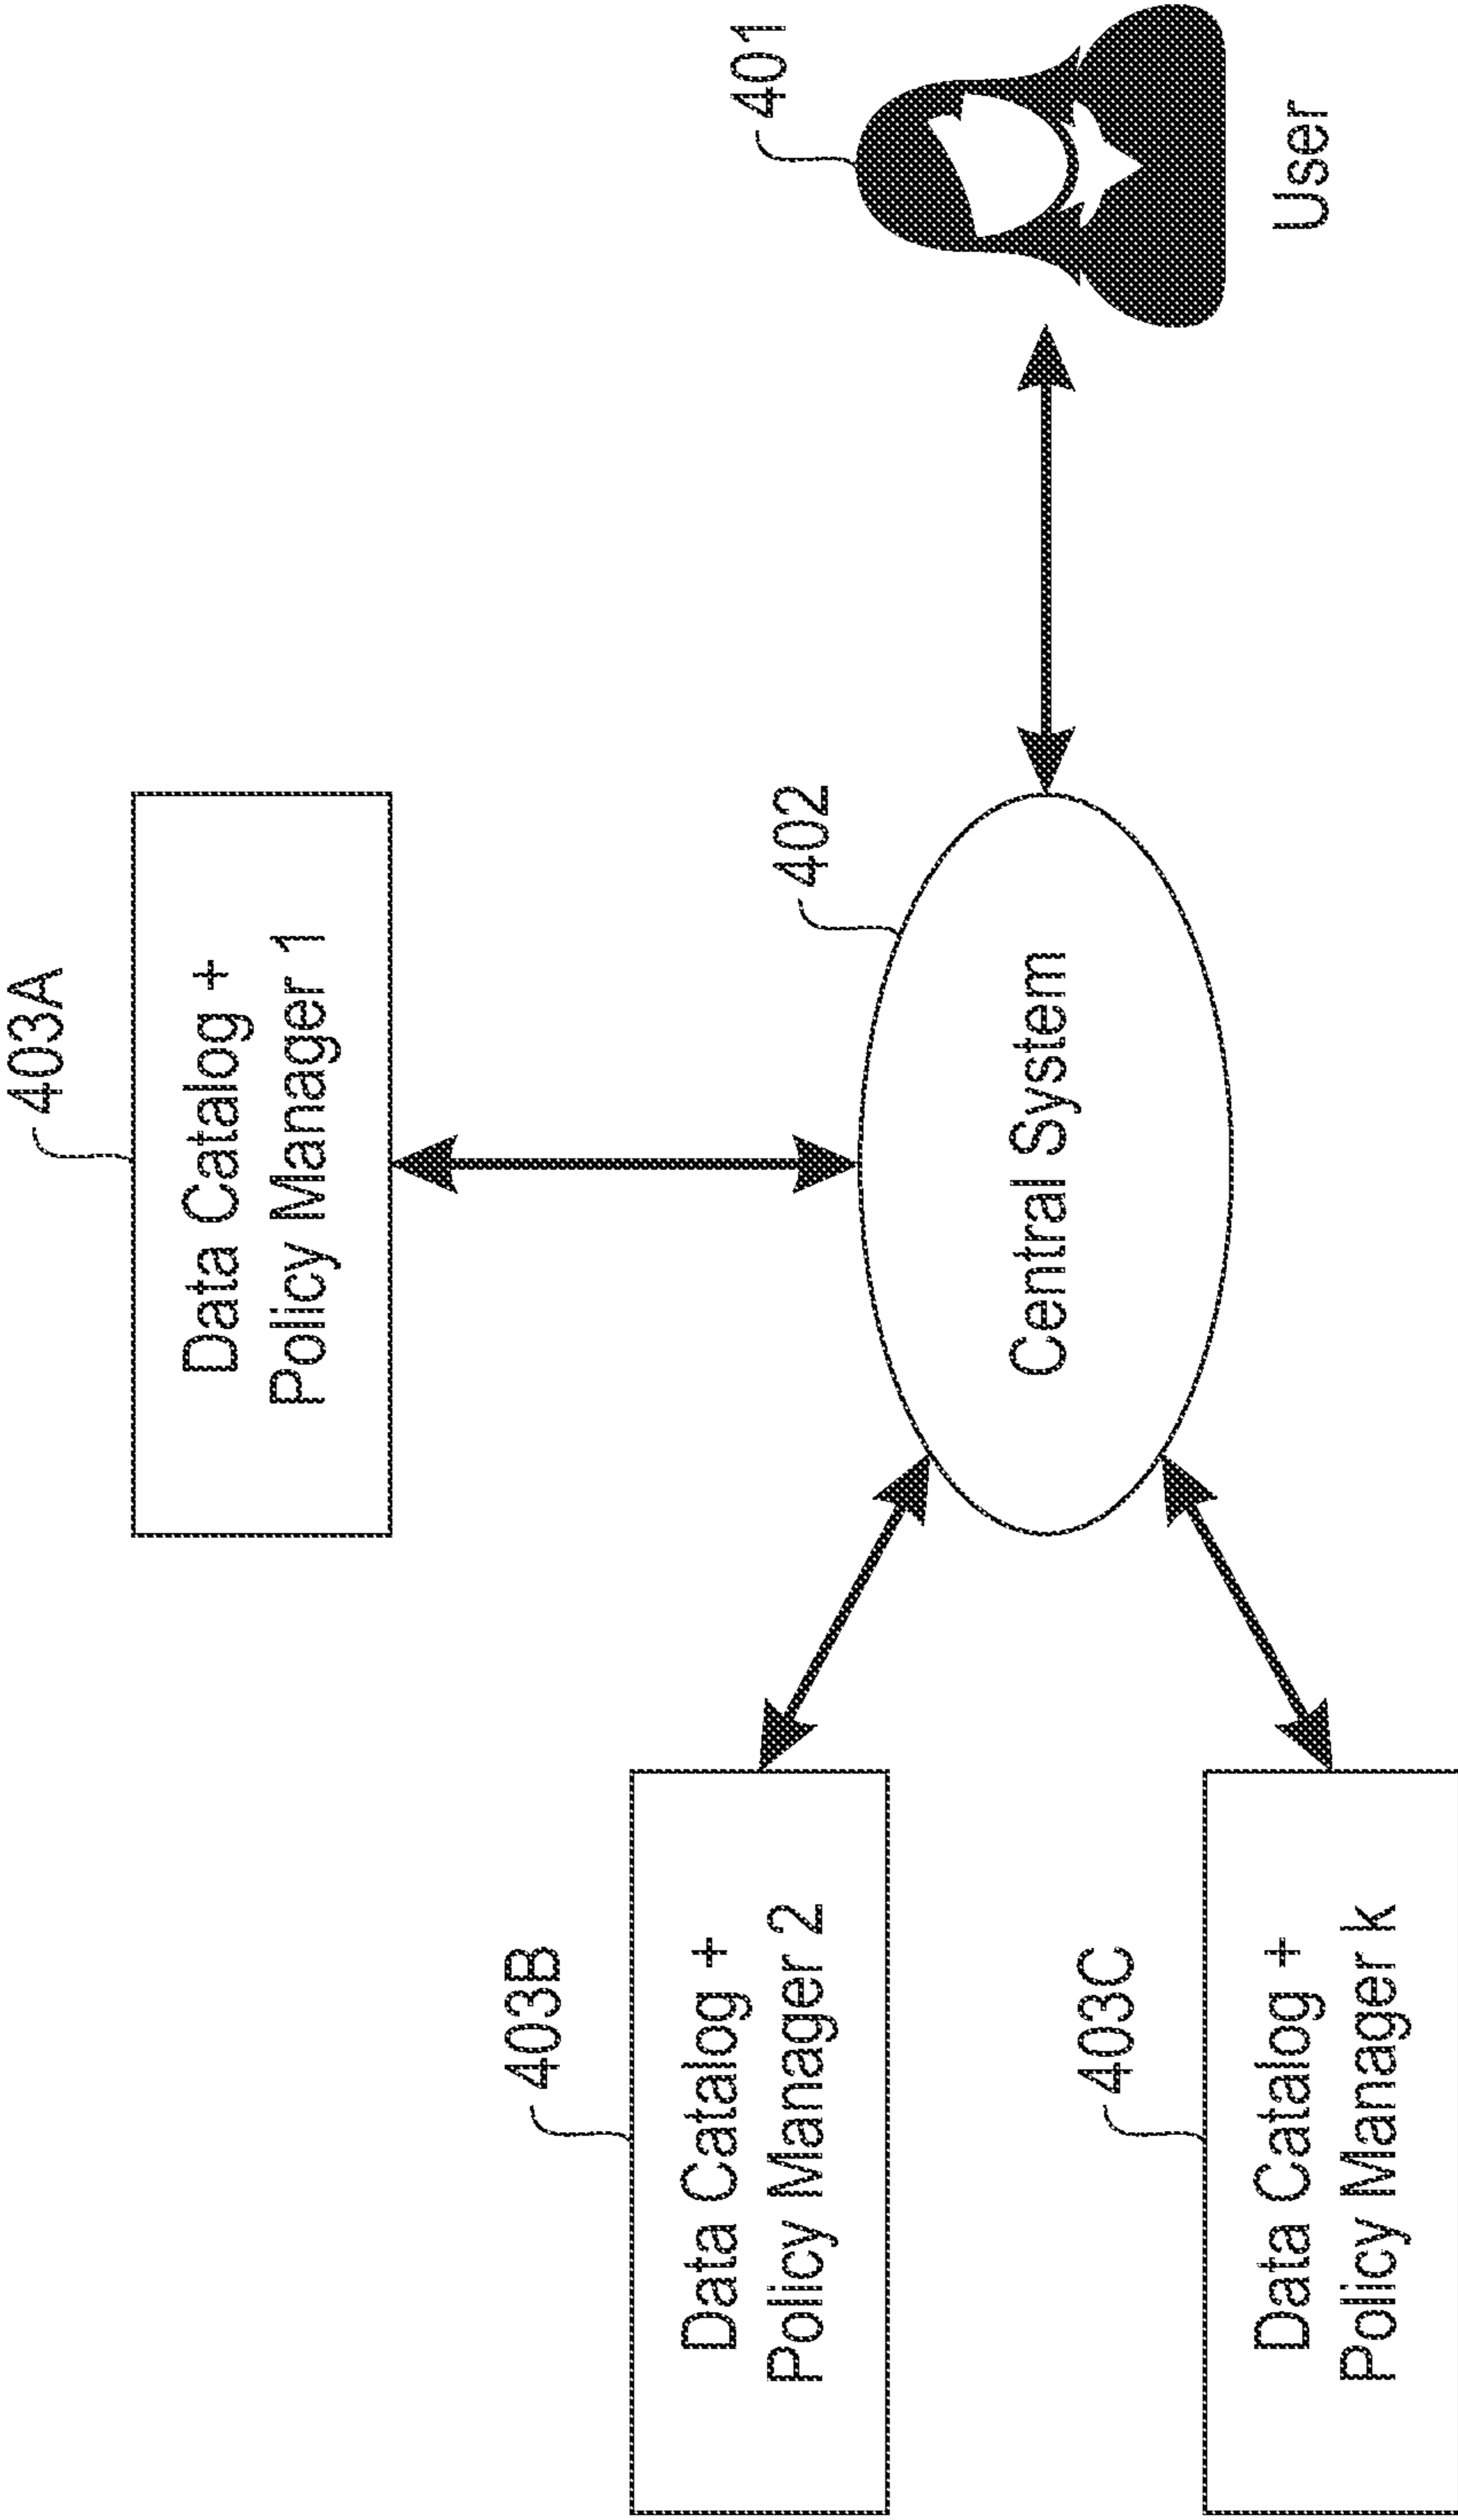 403A
Data Catalog +
Policy Manager 1
401
User
402
Central System
403B
Data Catalog +
Policy Manager 2
403C
Data Catalog +
Policy Manager k